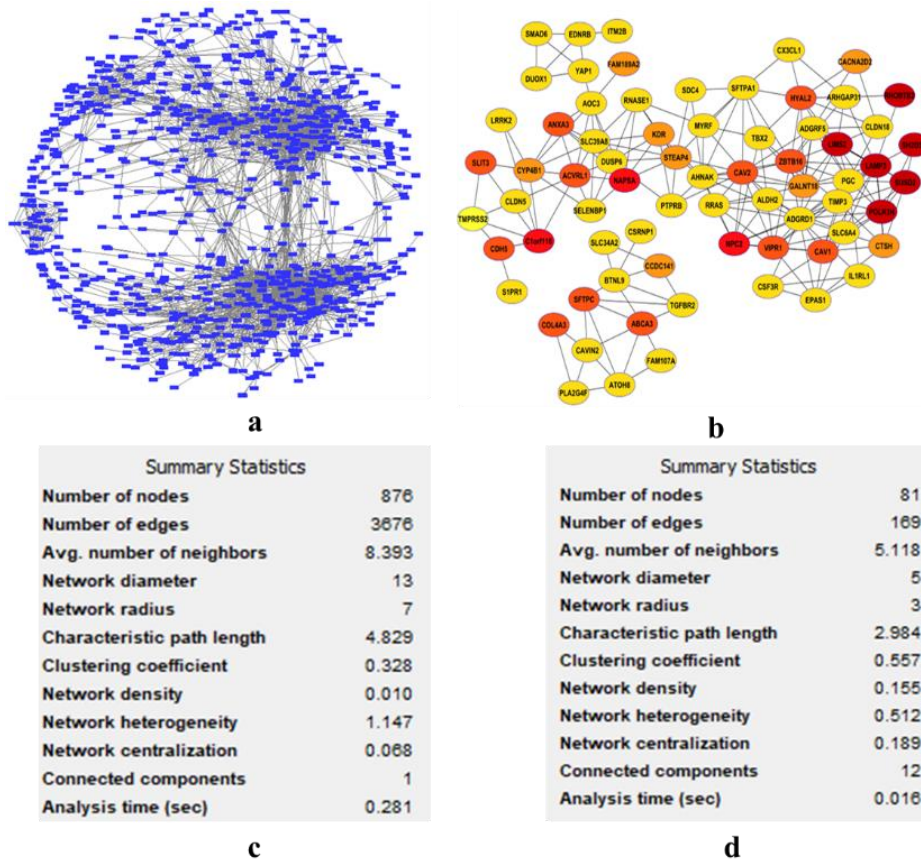 SMAD6 EDNRB ITM2B
DUOX1 YAP1 FAM189A2
CX3CL1
CACNA2D2
AOC3 RNASE1 SDC4 SFTPA1
HYAL2 ARHGAP31
LRRK2 ANXA3 SLC39A8 KDR MYRF TBX2 ADGRF5 CLDN18
SLIT3 CYP4B1 ACVRL1 DUSP6 STEAP4 AHNAK CAV2 ZBTB16
CLDN5 NAPSA GALNT18 PGC
TMPRSS2 SELENBP1 PTPRB RRAS ALDH2 TIMP3
ADGRD1
CDH5 C1orf116 SLC6A4
NPC2 VIPR1 CAV1 CTSH
S1PR1 SLC34A2 CSRNP1
BTNL9 CCDC141 CSF3R EPAS1 IL1RL1
SFTPC TGFBR2
COL4A3 ABCA3
CAVIN2 FAM107A
PLA2G4F ATOH8
a
b
Summary Statistics
Number of nodes 876
Number of edges 3676
Avg. number of neighbors 8.393
Network diameter 13
Network radius 7
Characteristic path length 4.829
Clustering coefficient 0.328
Network density 0.010
Network heterogeneity 1.147
Network centralization 0.068
Connected components 1
Analysis time (sec) 0.281
c
Summary Statistics
Number of nodes 81
Number of edges 169
Avg. number of neighbors 5.118
Network diameter 5
Network radius 3
Characteristic path length 2.984
Clustering coefficient 0.557
Network density 0.155
Network heterogeneity 0.512
Network centralization 0.189
Connected components 12
Analysis time (sec) 0.016
d